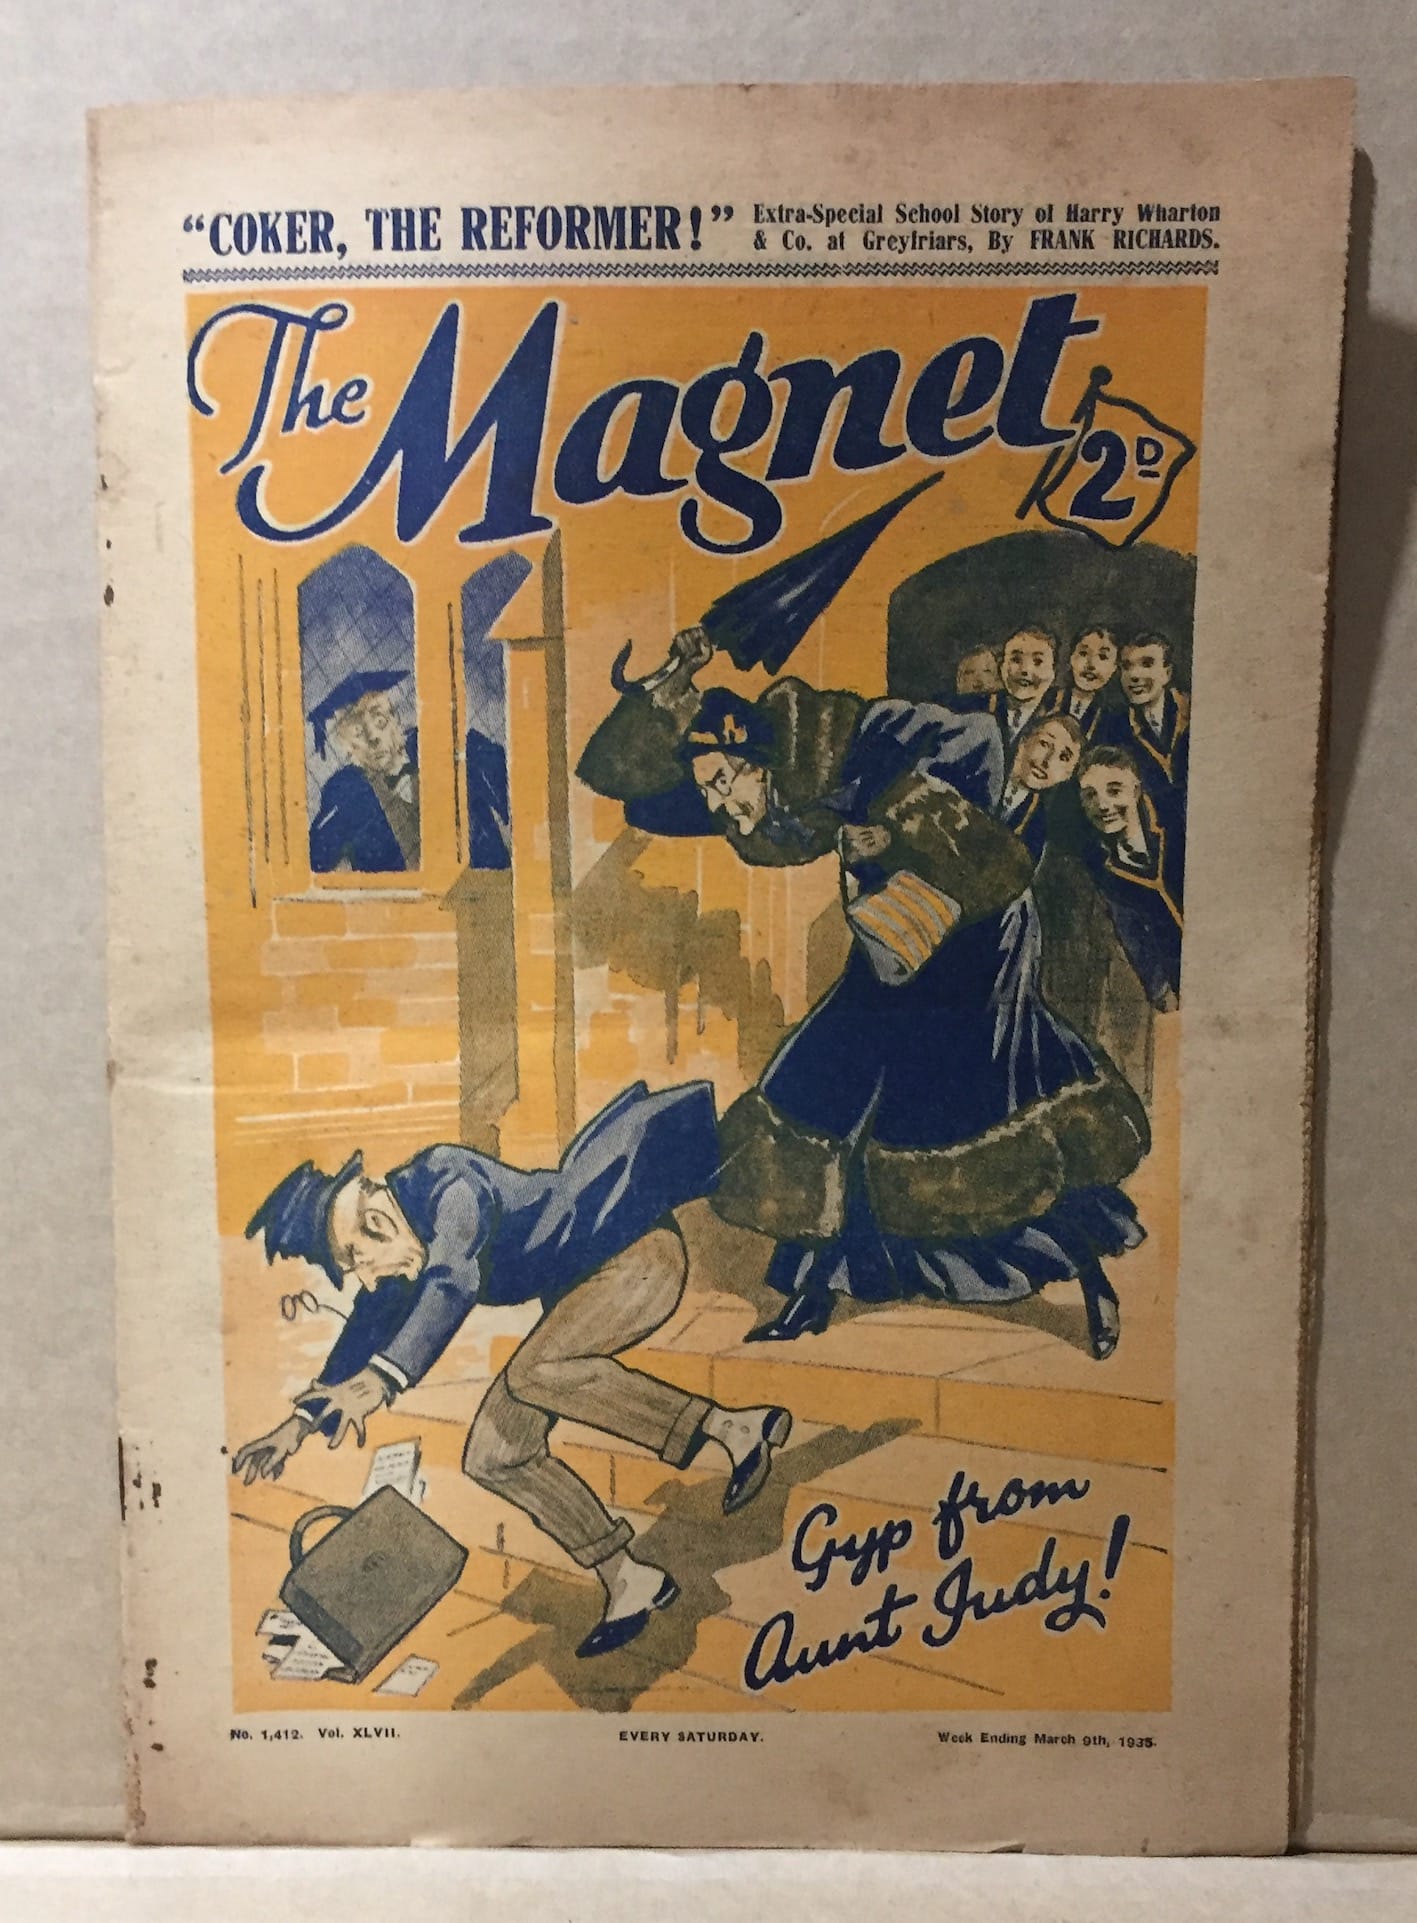 “COKER, THE REFORMER!”
Extra-Special School Story of Harry Wharton
& Co. at Greyfriars, By FRANK RICHARDS.
The Magnet
2D
Gyp from
Aunt Judy!
No. 1,412. Vol. XLVII.
EVERY SATURDAY.
Week Ending March 9th, 1935.